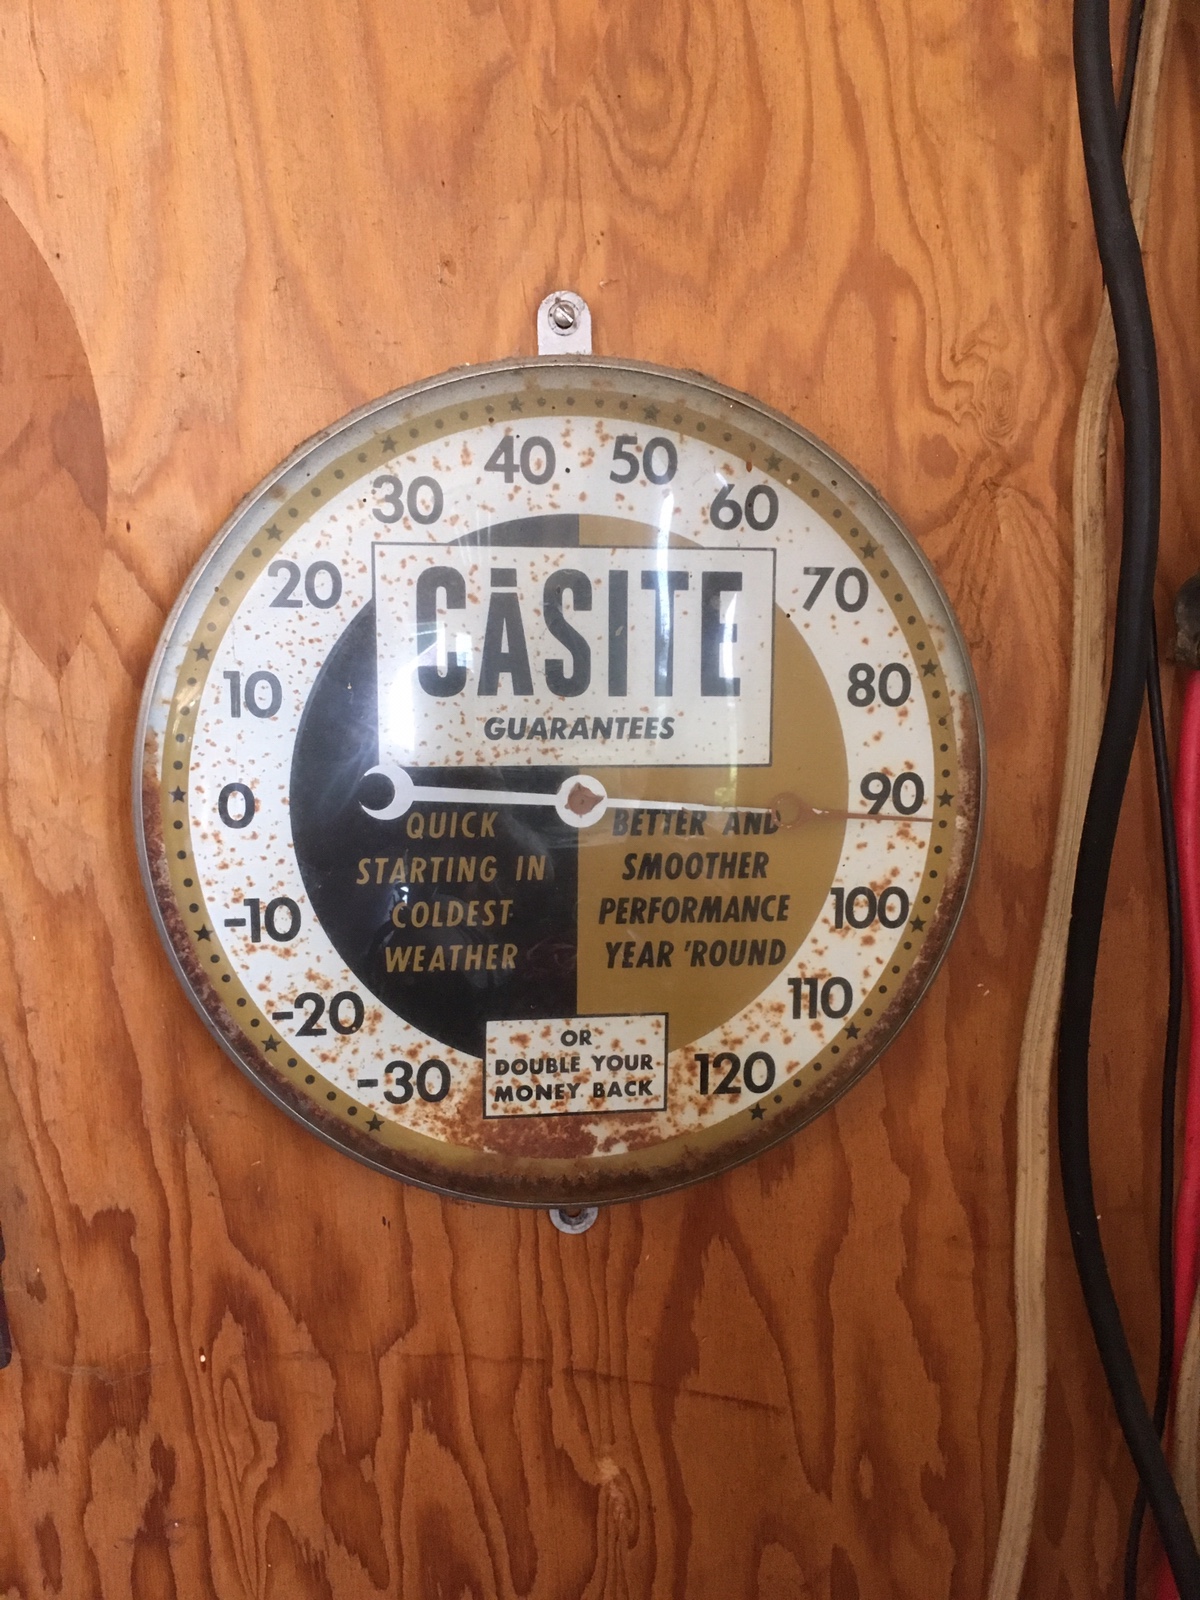 40 50
30 60
20 70
CĀSITE
10 80
GUARANTEES
0 90
QUICK
STARTING IN
COLDEST
WEATHER
BETTER AND
SMOOTHER
PERFORMANCE
YEAR 'ROUND
-10 100
-20 110
-30 120
OR
DOUBLE YOUR
MONEY BACK